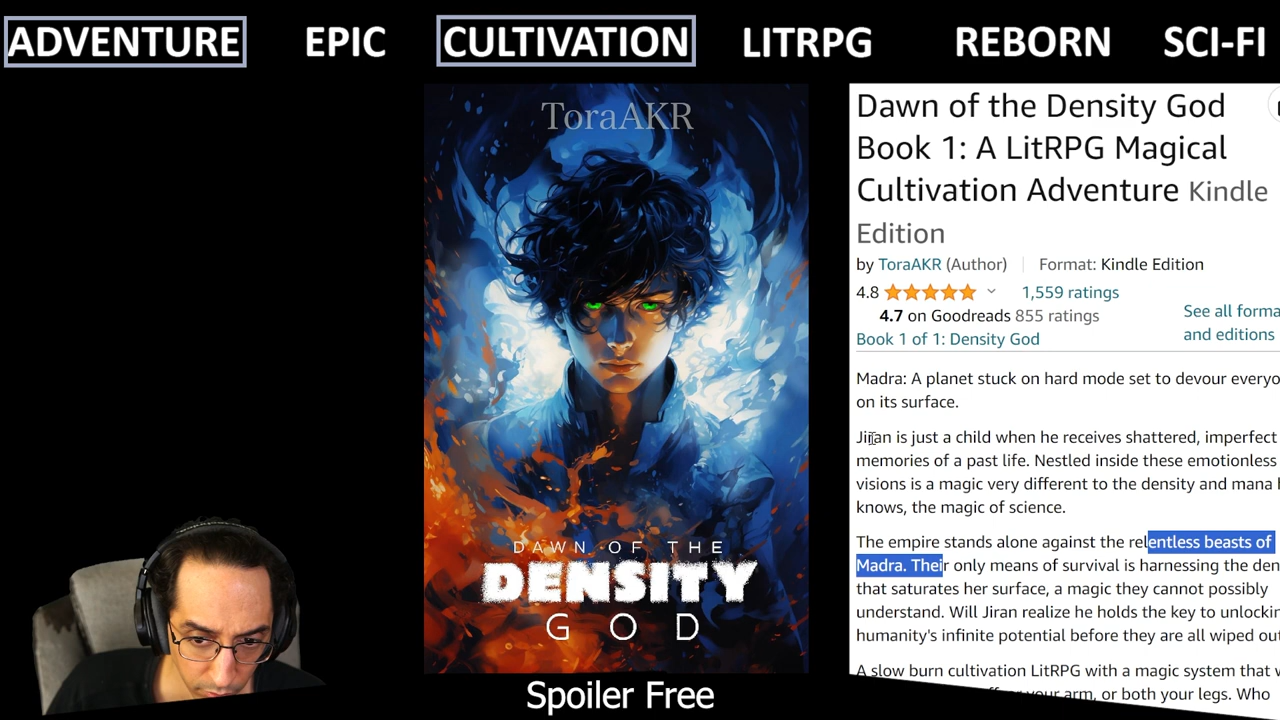 ADVENTURE EPIC CULTIVATION LITRPG REBORN SCI-FI
ToraAKR
DAWN OF THE
DENSITY
GOD
Spoiler Free
Dawn of the Density God
Book 1: A LitRPG Magical
Cultivation Adventure Kindle
Edition
by ToraAKR (Author) Format: Kindle Edition
4.8 1,559 ratings
4.7 on Goodreads 855 ratings
See all forma
and editions
Book 1 of 1: Density God
Madra: A planet stuck on hard mode set to devour everyo
on its surface.
Jiran is just a child when he receives shattered, imperfect
memories of a past life. Nestled inside these emotionless
visions is a magic very different to the density and mana h
knows, the magic of science.
The empire stands alone against the relentless beasts of
Madra. Their only means of survival is harnessing the den
that saturates her surface, a magic they cannot possibly
understand. Will Jiran realize he holds the key to unlockin
humanity's infinite potential before they are all wiped ou
A slow burn cultivation LitRPG with a magic system that w
your arm, or both your legs. Who